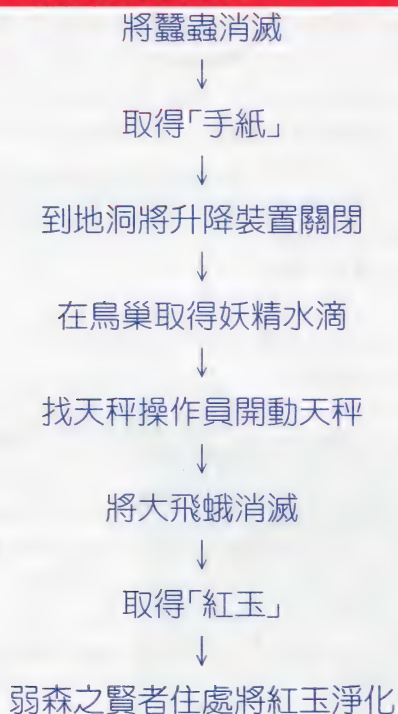 將蠶蟲消滅
↓
取得「手紙」
↓
到地洞將升降裝置關閉
↓
在鳥巢取得妖精水滴
↓
找天秤操作員開動天秤
↓
將大飛蛾消滅
↓
取得「紅玉」
↓
弱森之賢者住處將紅玉淨化